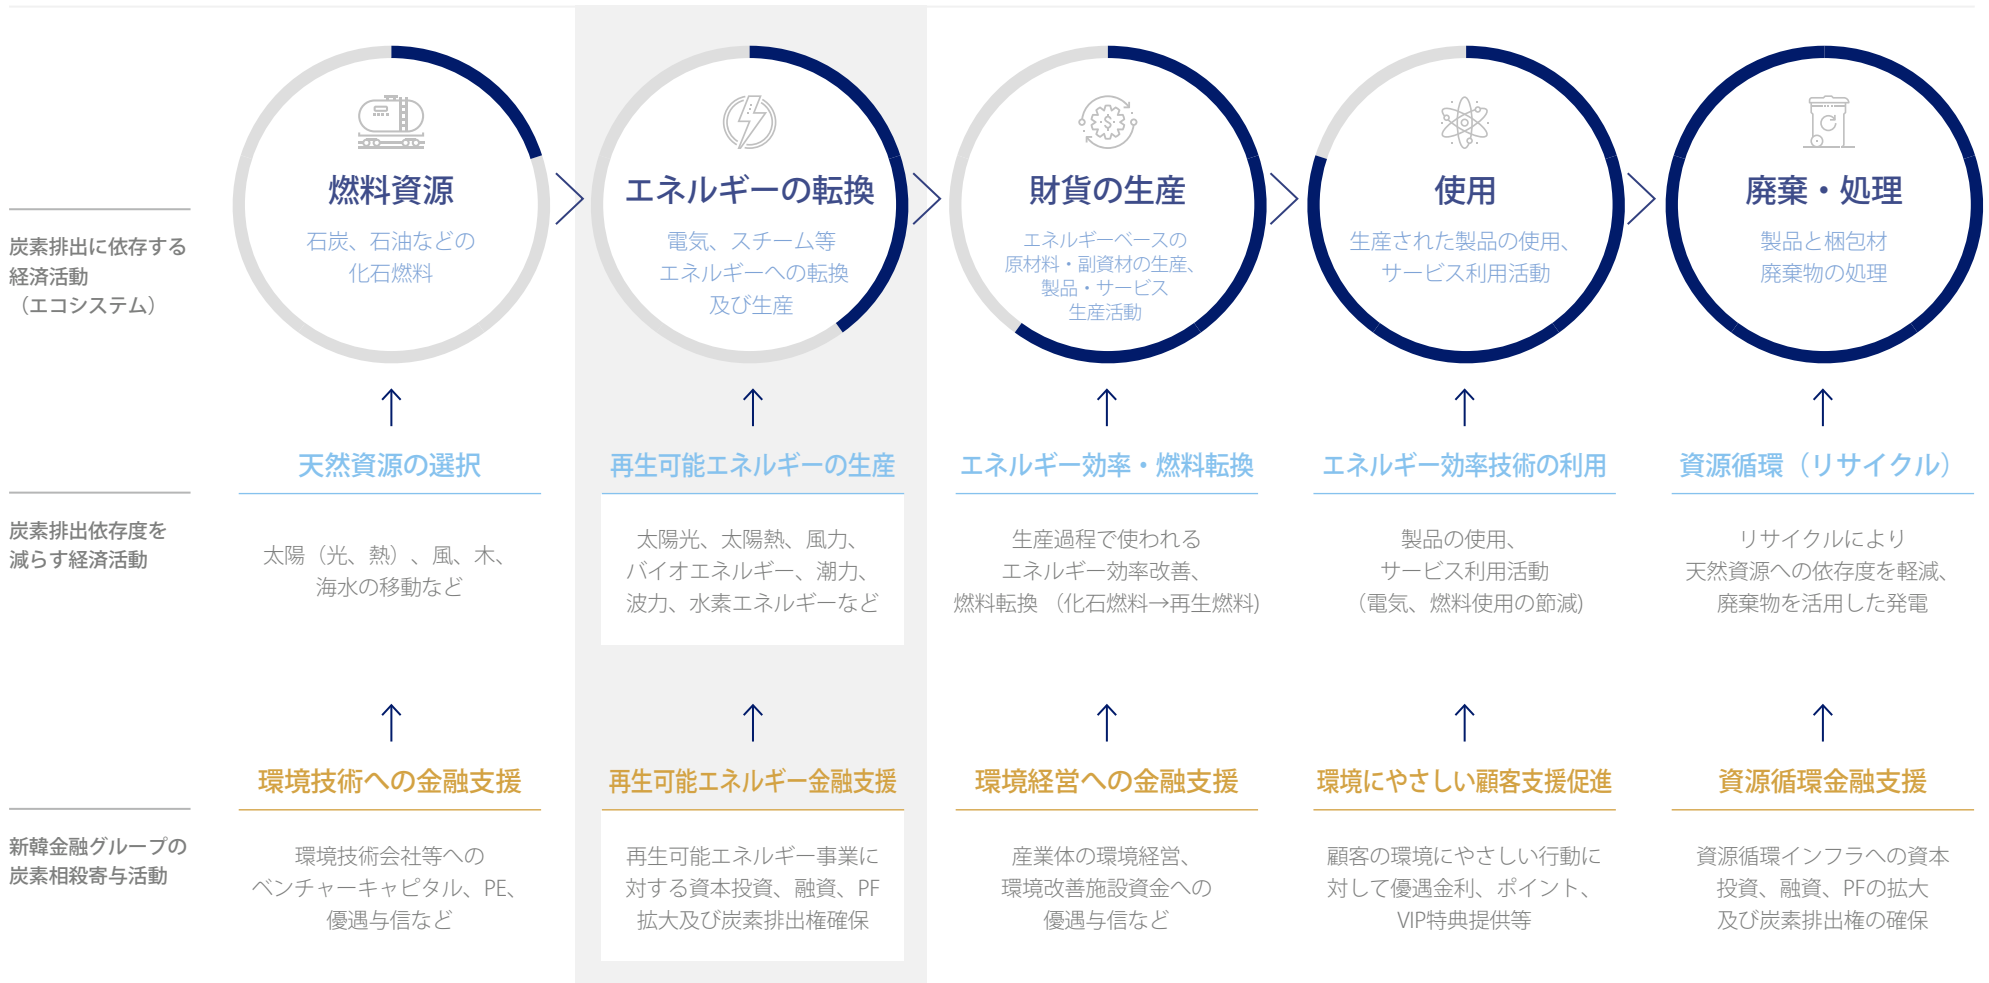 炭素排出に依存する
経済活動
（エコシステム）
燃料資源
石炭、石油などの
化石燃料
エネルギーの転換
電気、スチーム等
エネルギーへの転換
及び生産
財貨の生産
エネルギーベースの
原材料・副資材の生産、
製品・サービス
生産活動
使用
生産された製品の使用、
サービス利用活動
廃棄・処理
製品と梱包材
廃棄物の処理
炭素排出依存度を
減らす経済活動
天然資源の選択
太陽（光、熱）、風、木、
海水の移動など
再生可能エネルギーの生産
太陽光、太陽熱、風力、
バイオエネルギー、潮力、
波力、水素エネルギーなど
エネルギー効率・燃料転換
生産過程で使われる
エネルギー効率改善、
燃料転換 （化石燃料→再生燃料)
エネルギー効率技術の利用
製品の使用、
サービス利用活動
（電気、燃料使用の節減)
資源循環（リサイクル）
リサイクルにより
天然資源への依存度を軽減、
廃棄物を活用した発電
新韓金融グループの
炭素相殺寄与活動
環境技術への金融支援
環境技術会社等への
ベンチャーキャピタル、PE、
優遇与信など
再生可能エネルギー金融支援
再生可能エネルギー事業に
対する資本投資、融資、PF
拡大及び炭素排出権確保
環境経営への金融支援
産業体の環境経営、
環境改善施設資金への
優遇与信など
環境にやさしい顧客支援促進
顧客の環境にやさしい行動に
対して優遇金利、ポイント、
VIP特典提供等
資源循環金融支援
資源循環インフラへの資本
投資、融資、PFの拡大
及び炭素排出権の確保